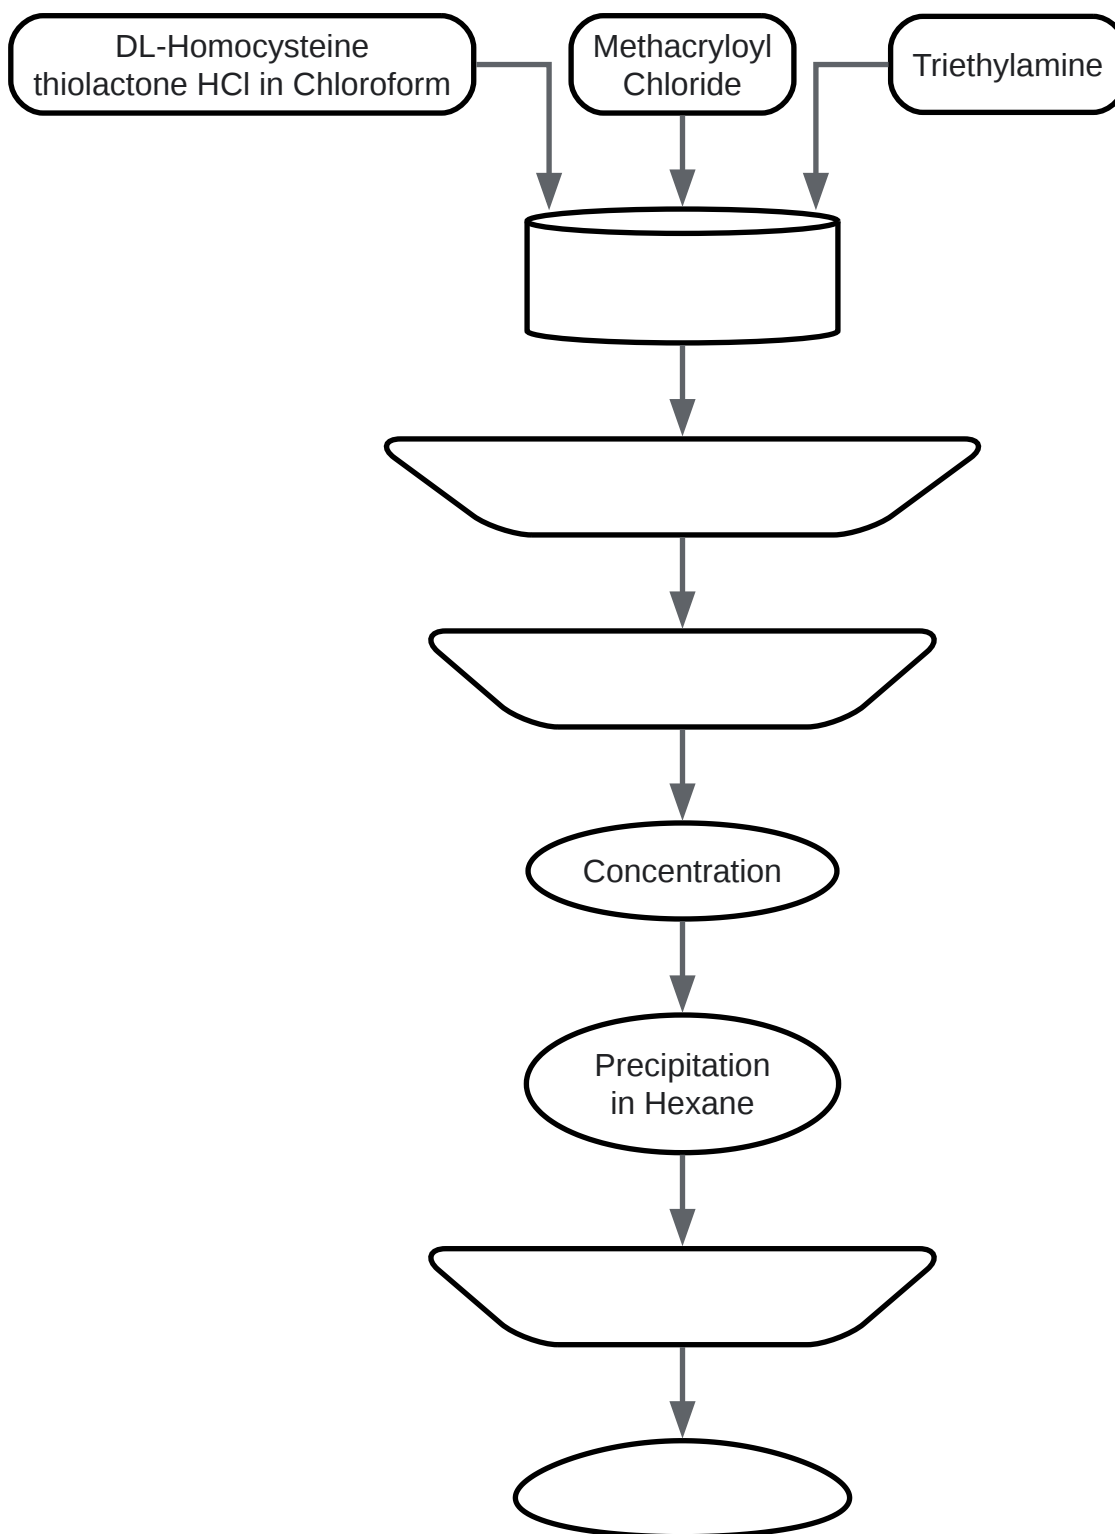 DL-Homocysteine
thiolactone HCl in Chloroform
Methacryloyl
Chloride
Triethylamine
Concentration
Precipitation
in Hexane